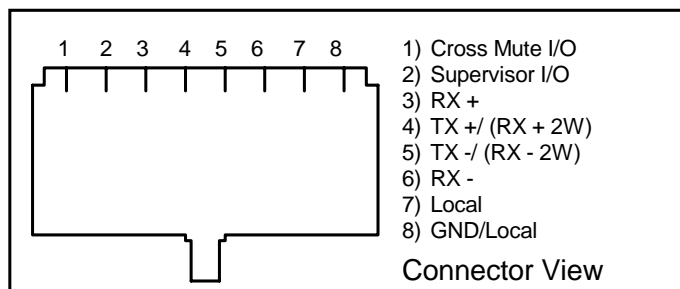 1 2 3 4 5 6 7 8
1) Cross Mute I/O
2) Supervisor I/O
3) RX +
4) TX +/ (RX + 2W)
5) TX -/ (RX - 2W)
6) RX -
7) Local
8) GND/Local
Connector View